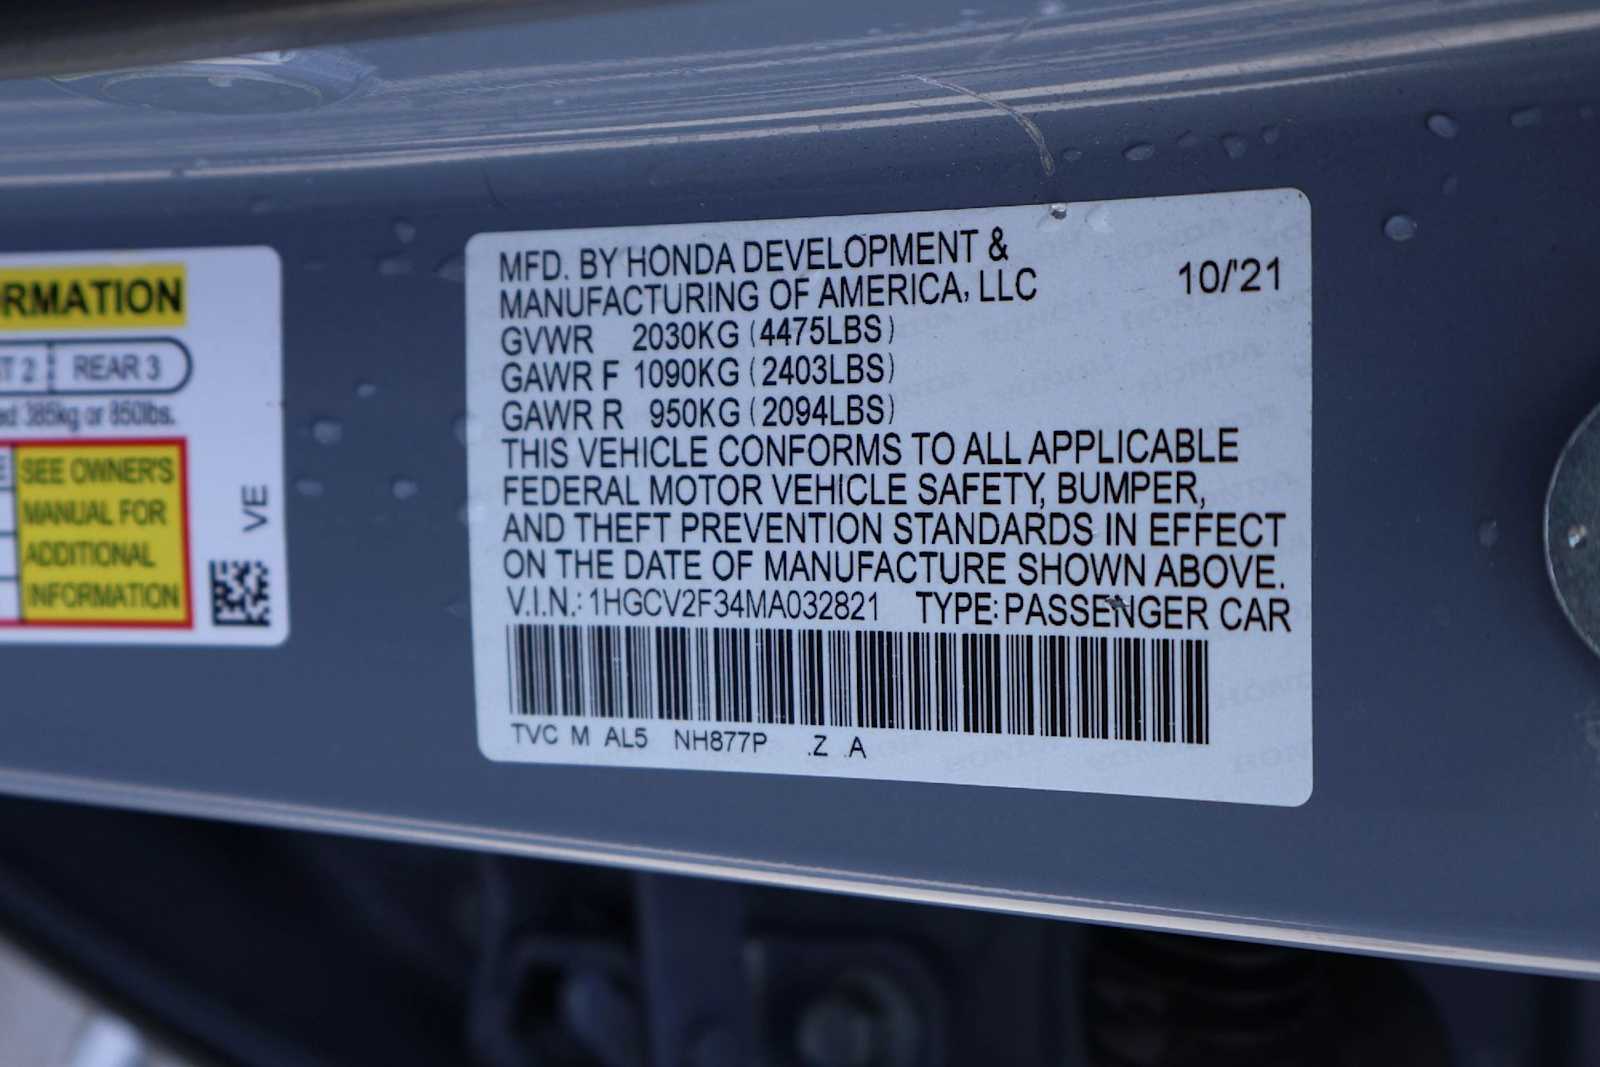 RMATION
T 2 REAR 3
ed 385kg or 850lbs.
E SEE OWNER'S
MANUAL FOR
ADDITIONAL
INFORMATION
VE
MFD. BY HONDA DEVELOPMENT &
MANUFACTURING OF AMERICA, LLC 10/'21
GVWR 2030KG (4475LBS)
GAWR F 1090KG (2403LBS)
GAWR R 950KG (2094LBS)
THIS VEHICLE CONFORMS TO ALL APPLICABLE
FEDERAL MOTOR VEHICLE SAFETY, BUMPER,
AND THEFT PREVENTION STANDARDS IN EFFECT
ON THE DATE OF MANUFACTURE SHOWN ABOVE.
V.I.N.: 1HGCV2F34MA032821 TYPE: PASSENGER CAR
TVC M AL5 NH877P .Z .A